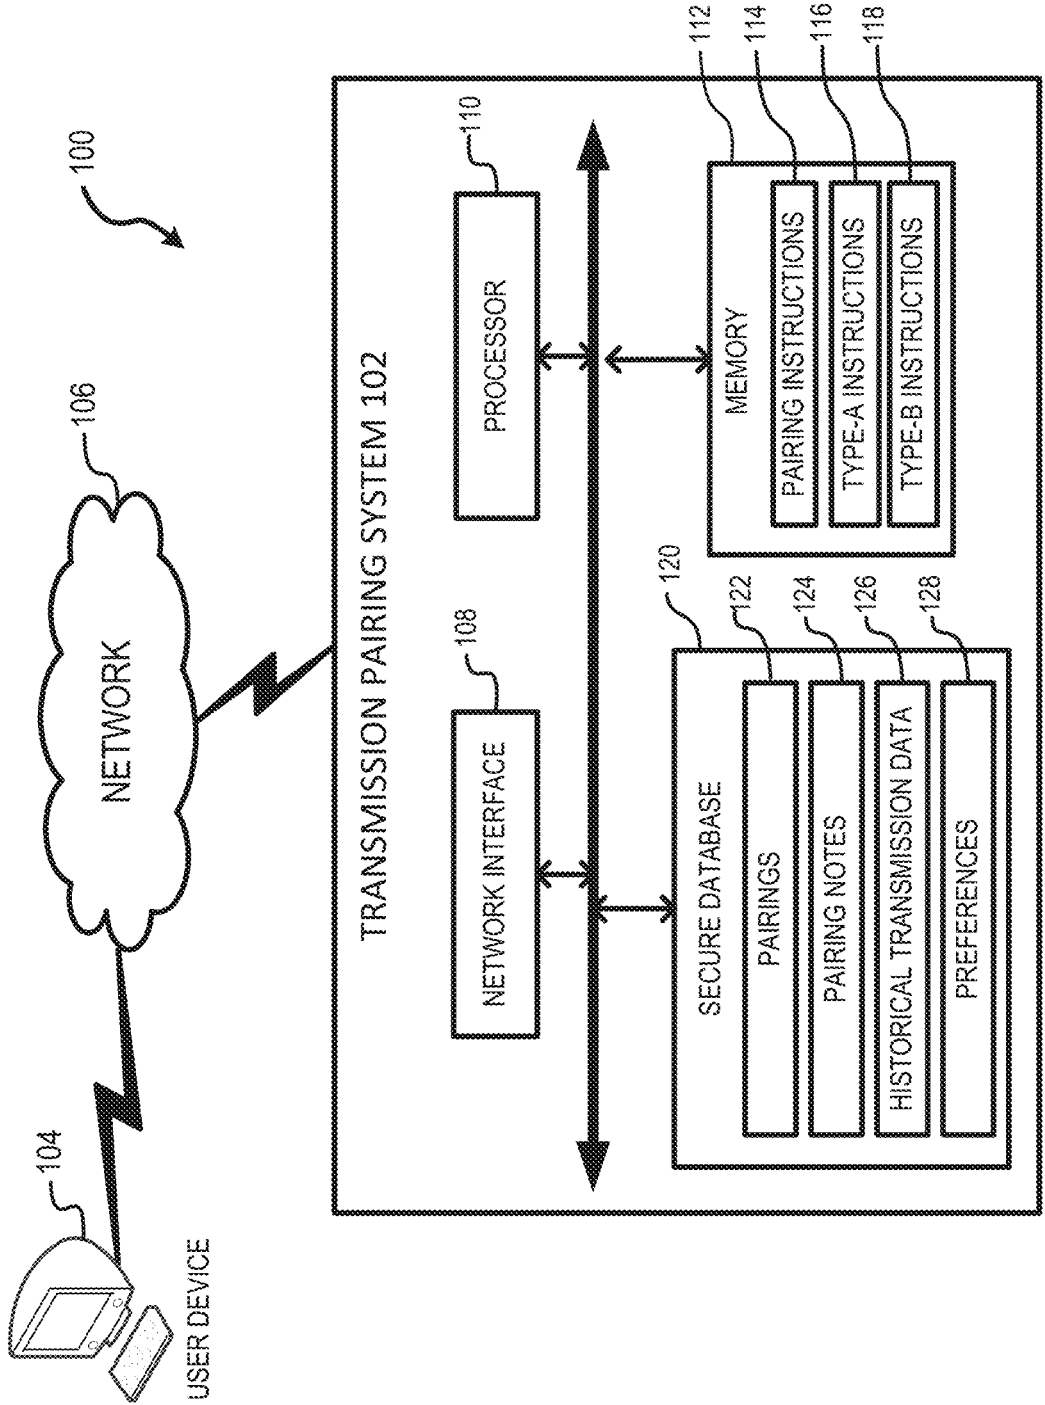 100
104
USER DEVICE
106
NETWORK
TRANSMISSION PAIRING SYSTEM 102
108
NETWORK INTERFACE
110
PROCESSOR
120
SECURE DATABASE
122
PAIRINGS
124
PAIRING NOTES
126
HISTORICAL TRANSMISSION DATA
128
PREFERENCES
112
MEMORY
114
PAIRING INSTRUCTIONS
116
TYPE-A INSTRUCTIONS
118
TYPE-B INSTRUCTIONS